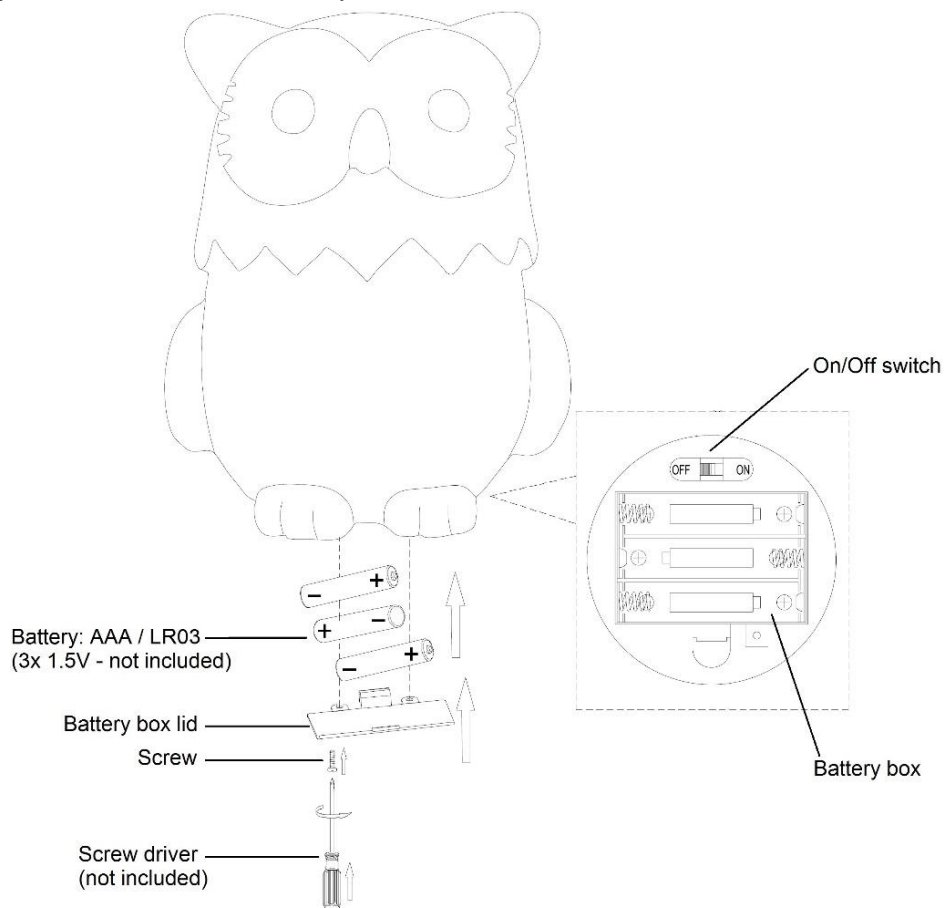 On/Off switch
OFF ON
+
-
+ -
+
-
Battery: AAA / LR03
(3x 1.5V - not included)
Battery box lid
Screw
Battery box
Screw driver
(not included)